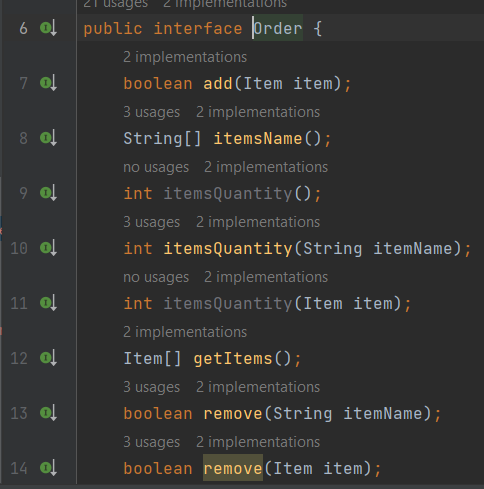 21 usages 2 implementations
6 public interface Order {
2 implementations
7 boolean add(Item item);
3 usages 2 implementations
8 String[] itemsName();
no usages 2 implementations
9 int itemsQuantity();
3 usages 2 implementations
10 int itemsQuantity(String itemName);
no usages 2 implementations
11 int itemsQuantity(Item item);
2 implementations
12 Item[] getItems();
3 usages 2 implementations
13 boolean remove(String itemName);
3 usages 2 implementations
14 boolean remove(Item item);